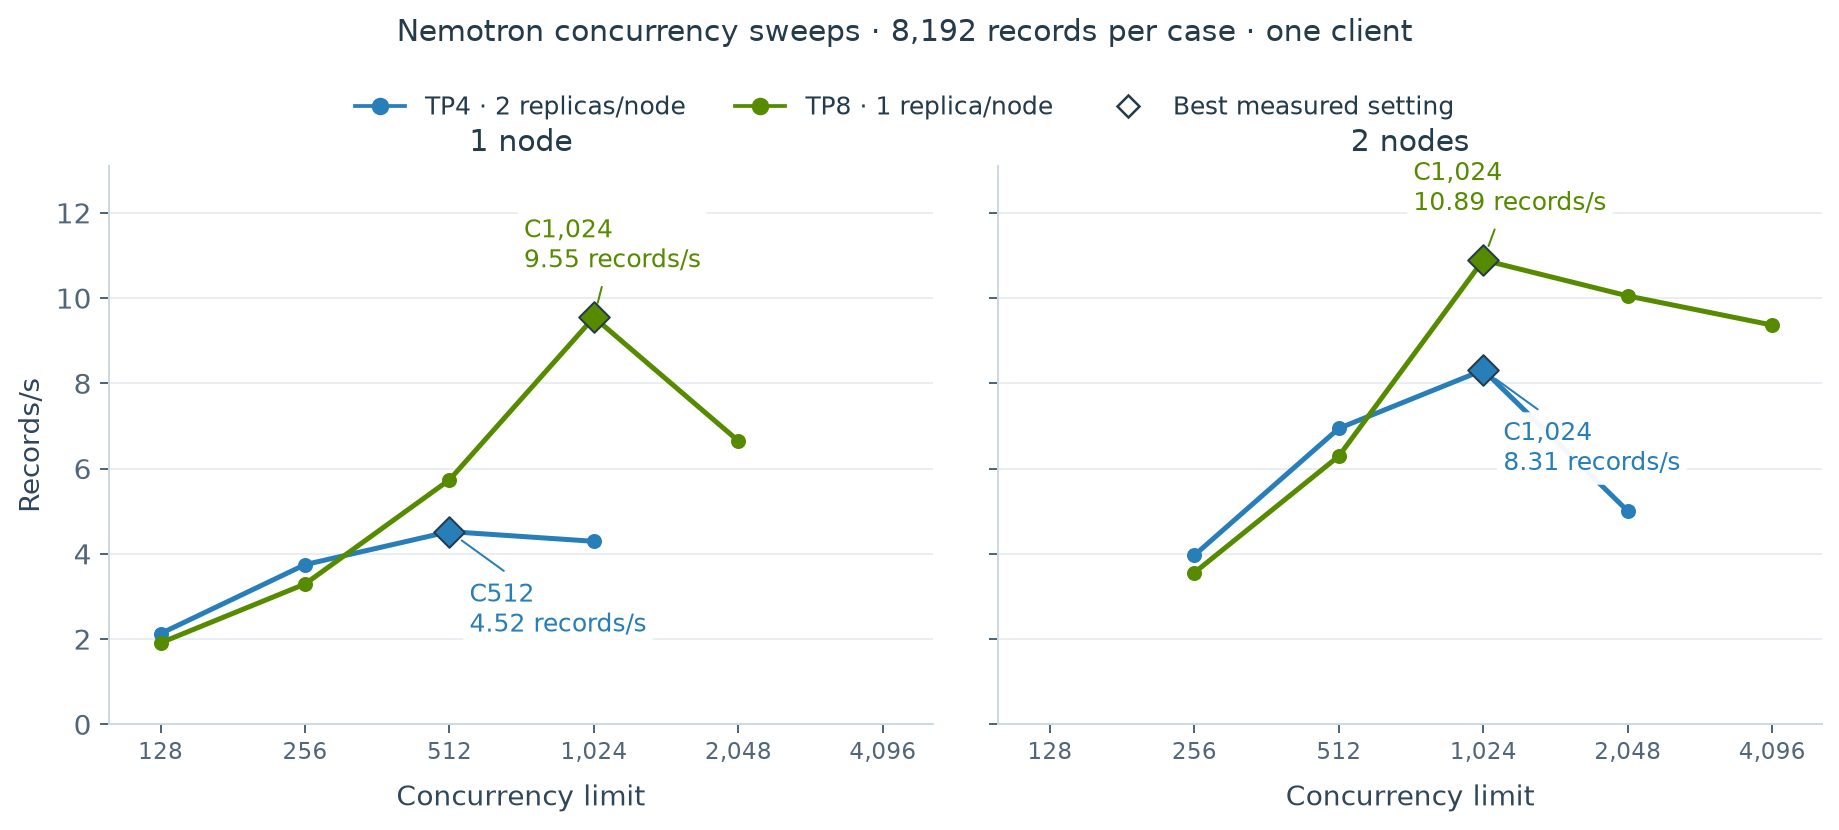 Nemotron concurrency sweeps · 8,192 records per case · one client
TP4 · 2 replicas/node
TP8 · 1 replica/node
Best measured setting
1 node
Records/s
12
10
8
6
4
2
0
C1,024
9.55 records/s
C512
4.52 records/s
128
256
512
1,024
2,048
4,096
Concurrency limit
2 nodes
C1,024
10.89 records/s
C1,024
8.31 records/s
128
256
512
1,024
2,048
4,096
Concurrency limit